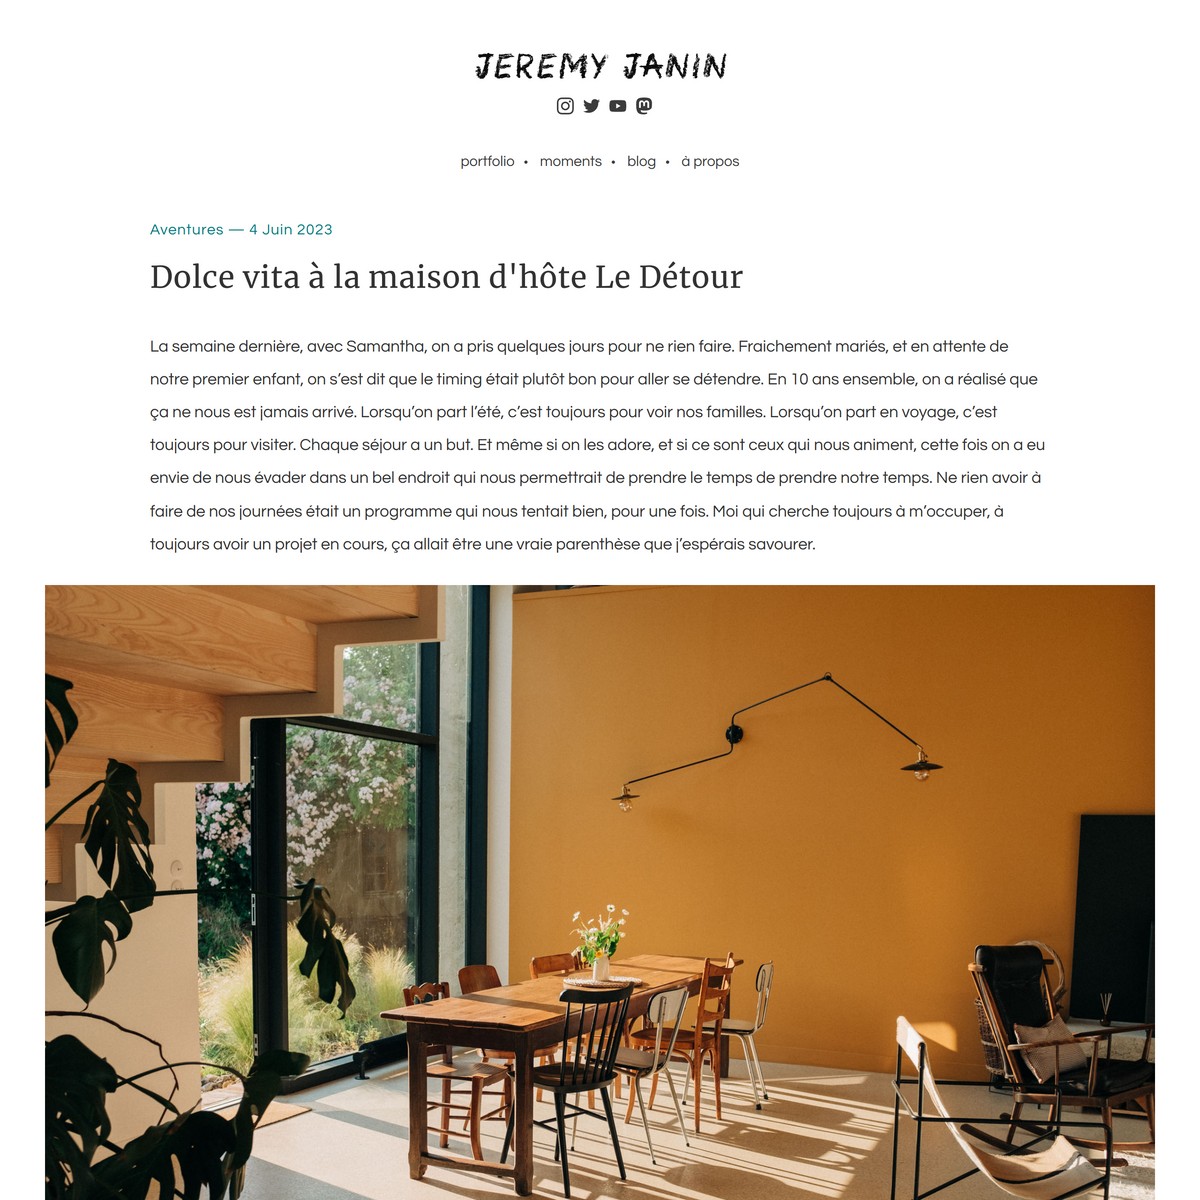 JEREMY JANIN
portfolio • moments • blog • à propos
Aventures — 4 Juin 2023
Dolce vita à la maison d'hôte Le Détour
La semaine dernière, avec Samantha, on a pris quelques jours pour ne rien faire. Fraichement mariés, et en attente de
notre premier enfant, on s’est dit que le timing était plutôt bon pour aller se détendre. En 10 ans ensemble, on a réalisé que
ça ne nous est jamais arrivé. Lorsqu’on part l’été, c’est toujours pour voir nos familles. Lorsqu’on part en voyage, c’est
toujours pour visiter. Chaque séjour a un but. Et même si on les adore, et si ce sont ceux qui nous animent, cette fois on a eu
envie de nous évader dans un bel endroit qui nous permettrait de prendre le temps de prendre notre temps. Ne rien avoir à
faire de nos journées était un programme qui nous tentait bien, pour une fois. Moi qui cherche toujours à m’occuper, à
toujours avoir un projet en cours, ça allait être une vraie parenthèse que j’espérais savourer.